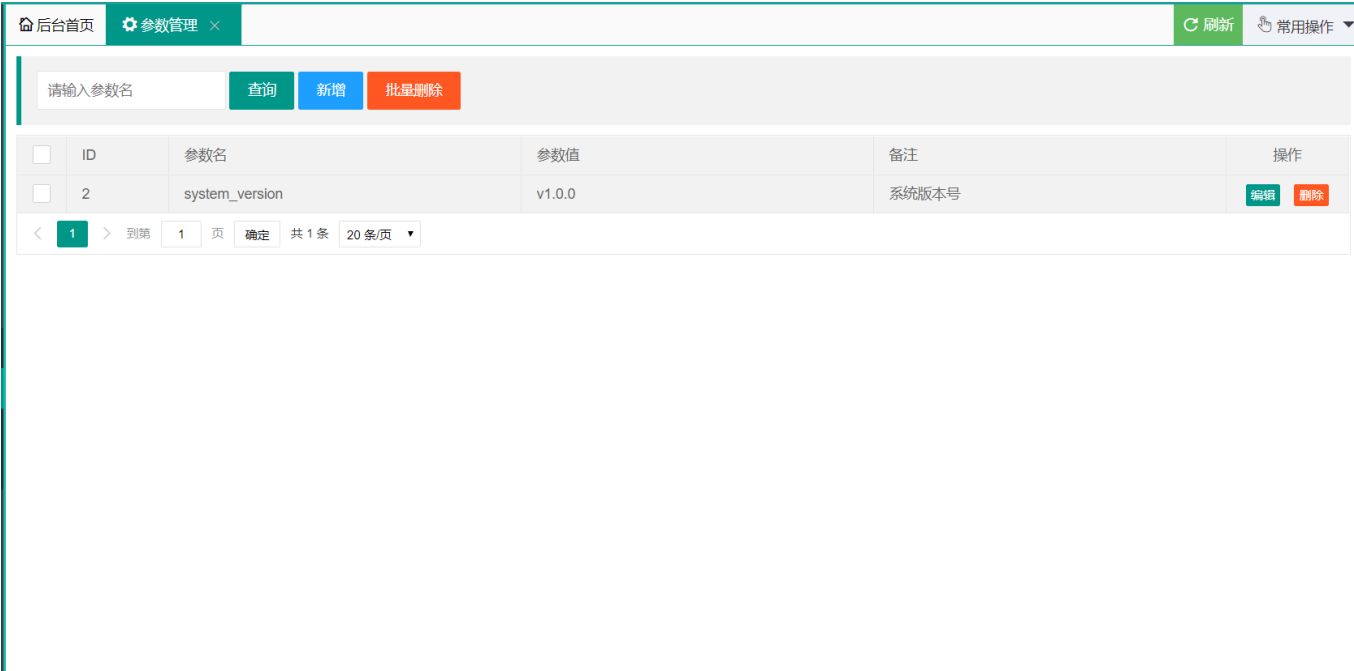 后台首页 参数管理 × 刷新 常用操作
请输入参数名 查询 新增 批量删除
ID 参数名 参数值 备注 操作
2 system_version v1.0.0 系统版本号 编辑 删除
< 1 > 到第 1 页 确定 共 1 条 20 条/页